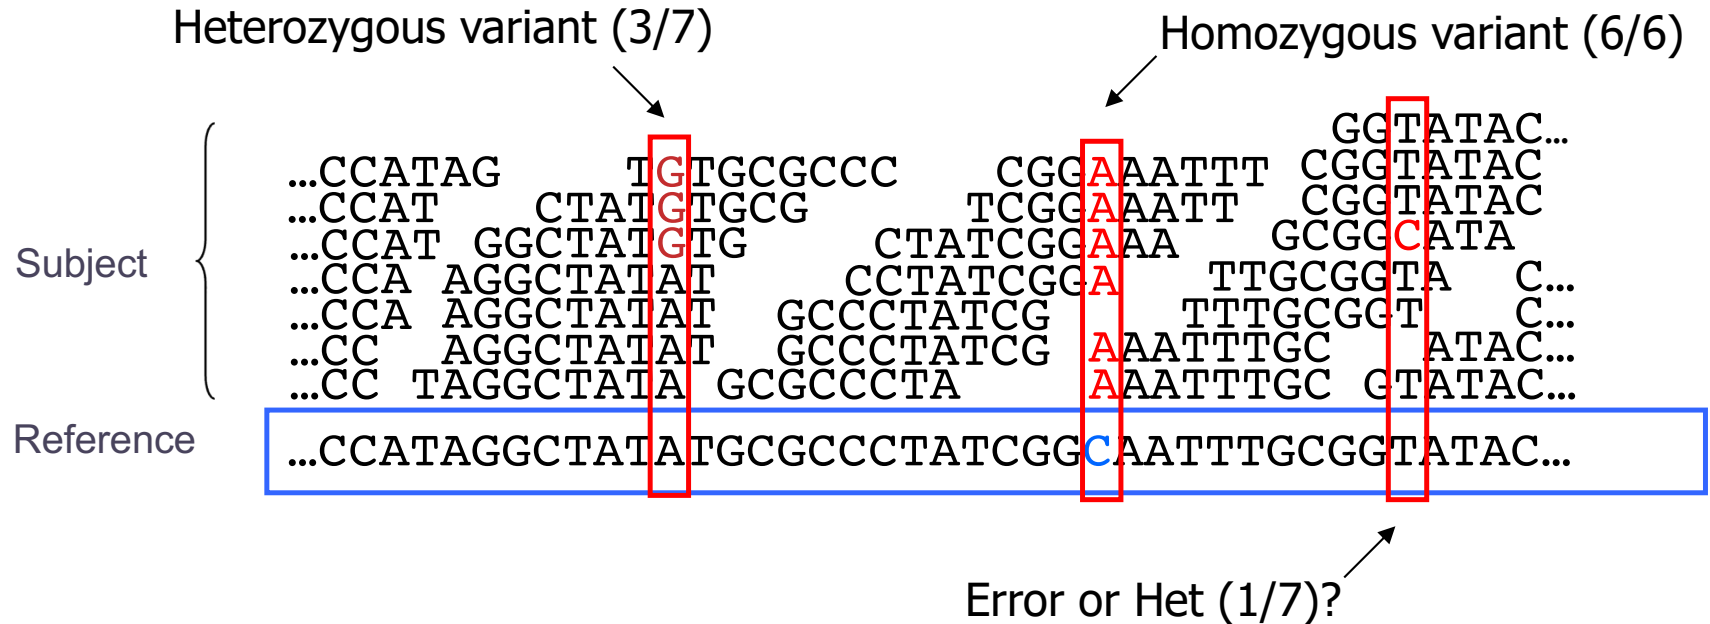 Heterozygous variant (3/7)
Homozygous variant (6/6)
GGTATAC…
…CCATAG TGTGCGCCC CGGAAATTT CGGTATAC
…CCAT CTATGTGCG TCGGAAATT CGGTATAC
…CCAT GGCTATGTG CTATCGGAAA GCGGCATA
Subject
…CCA AGGCTATAT CCTATCGGA TTGCGGTA C…
…CCA AGGCTATAT GCCCTATCG TTTGCGGT C…
…CC AGGCTATAT GCCCTATCG AAATTTGC ATAC…
…CC TAGGCTATA GCGCCCTA AAATTTGC GTATAC…
Reference
…CCATAGGCTATATGCGCCCTATCGGCAATTTGCGGTATAC…
Error or Het (1/7)?